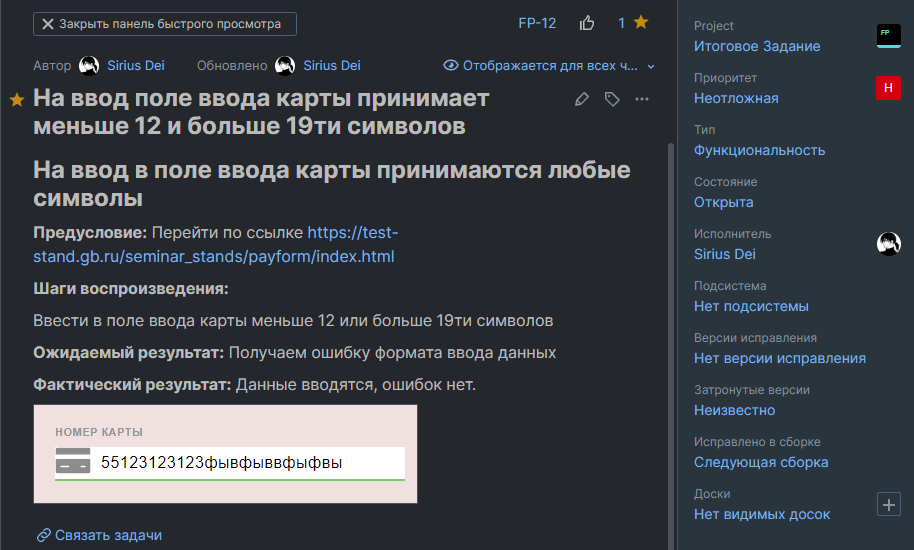 Закрыть панель быстрого просмотра
FP-12
1
Автор
Sirius Dei
Обновлено
Sirius Dei
Отображается для всех ч...
На ввод поле ввода карты принимает
меньше 12 и больше 19ти символов
На ввод в поле ввода карты принимаются любые
символы
Предусловие: Перейти по ссылке https://test-
stand.gb.ru/seminar_stands/payform/index.html
Шаги воспроизведения:
Ввести в поле ввода карты меньше 12 или больше 19ти символов
Ожидаемый результат: Получаем ошибку формата ввода данных
Фактический результат: Данные вводятся, ошибок нет.
НОМЕР КАРТЫ
55123123123фывфыввфыфвы
Связать задачи
Project
Итоговое Задание
FP
Приоритет
Неотложная
Н
Тип
Функциональность
Состояние
Открыта
Исполнитель
Sirius Dei
Подсистема
Нет подсистемы
Версии исправления
Нет версии исправления
Затронутые версии
Неизвестно
Исправлено в сборке
Следующая сборка
Доски
Нет видимых досок